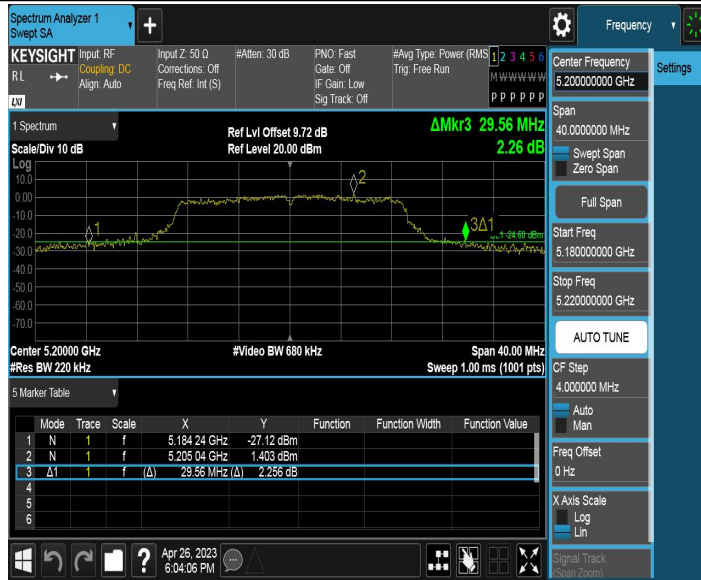 Spectrum Analyzer 1
Swept SA
+
Frequency
KEYSIGHT
RL
LXI
Input: RF
Coupling: DC
Align: Auto
Input Z: 50 Ω
Corrections: Off
Freq Ref: Int (S)
#Atten: 30 dB
PNO: Fast
Gate: Off
IF Gain: Low
Sig Track: Off
#Avg Type: Power (RMS
Trig: Free Run
1 2 3 4 5 6
M W W W W W
P P P P P P
1 Spectrum
Scale/Div 10 dB
Ref Lvl Offset 9.72 dB
Ref Level 20.00 dBm
ΔMkr3 29.56 MHz
2.26 dB
Log
10.0
0.00
-10.0
-20.0
-30.0
-40.0
-50.0
-60.0
-70.0
1
2
3Δ1
-24.60 dBm
Center 5.20000 GHz
#Video BW 680 kHz
Span 40.00 MHz
#Res BW 220 kHz
Sweep 1.00 ms (1001 pts)
5 Marker Table
Mode Trace Scale X Y Function Function Width Function Value
1 N 1 f 5.184 24 GHz -27.12 dBm
2 N 1 f 5.205 04 GHz 1.403 dBm
3 Δ1 1 f (Δ) 29.56 MHz (Δ) 2.256 dB
4
5
6
?
Apr 26, 2023
6:04:06 PM
Center Frequency
5.200000000 GHz
Settings
Span
40.0000000 MHz
Swept Span
Zero Span
Full Span
Start Freq
5.180000000 GHz
Stop Freq
5.220000000 GHz
AUTO TUNE
CF Step
4.000000 MHz
Auto
Man
Freq Offset
0 Hz
X Axis Scale
Log
Lin
Signal Track
(Span Zoom)